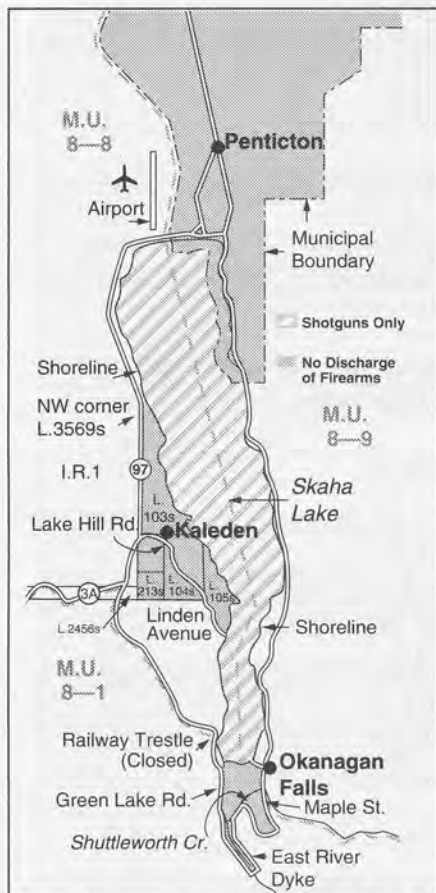 M.U.
8—8
Penticton
Airport
Municipal
Boundary
Shotguns Only
No Discharge
of Firearms
Shoreline
NW corner
L.3569s
M.U.
8—9
I.R.1
97
L.
103s
Skaha
Lake
Lake Hill Rd.
Kaleden
3A
L.
213s
L.
104s
L.
105s
L.2456s
Linden
Avenue
Shoreline
M.U.
8—1
Railway Trestle
(Closed)
Okanagan
Falls
Green Lake Rd.
Maple St.
Shuttleworth Cr.
East River
Dyke